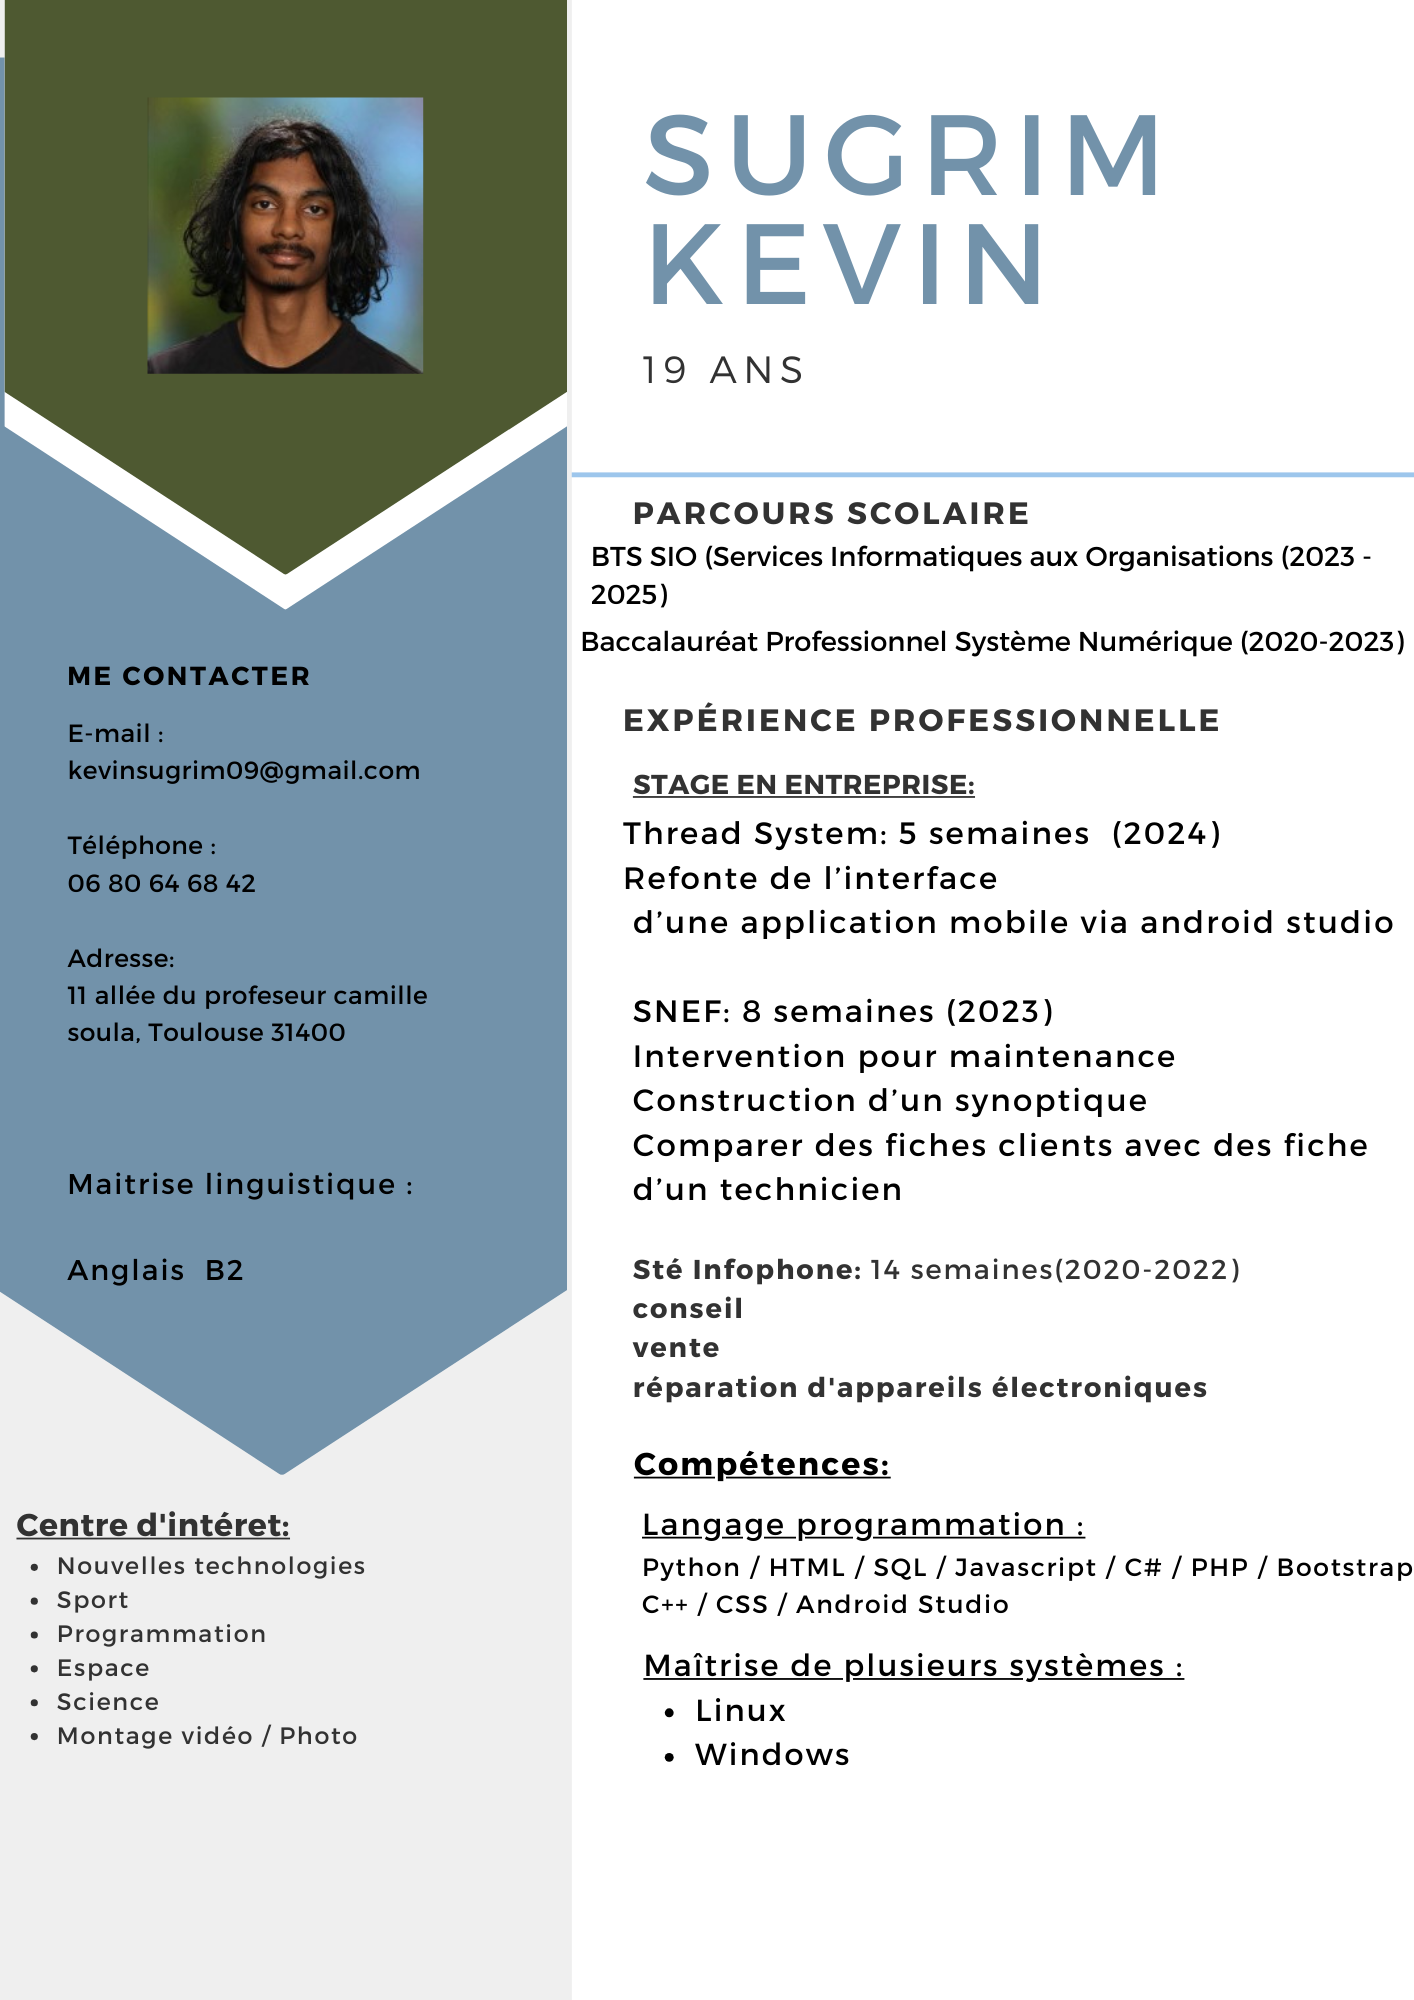 SUGRIM
KEVIN
19 ANS
ME CONTACTER
E-mail :
kevinsugrim09@gmail.com
Téléphone :
06 80 64 68 42
Adresse:
11 allée du profeseur camille
soula, Toulouse 31400
Maitrise linguistique :
Anglais B2
Centre d'intéret:
• Nouvelles technologies
• Sport
• Programmation
• Espace
• Science
• Montage vidéo / Photo
PARCOURS SCOLAIRE
BTS SIO (Services Informatiques aux Organisations (2023 -
2025)
Baccalauréat Professionnel Système Numérique (2020-2023)
EXPÉRIENCE PROFESSIONNELLE
STAGE EN ENTREPRISE:
Thread System: 5 semaines (2024)
Refonte de l’interface
d’une application mobile via android studio
SNEF: 8 semaines (2023)
Intervention pour maintenance
Construction d’un synoptique
Comparer des fiches clients avec des fiche
d’un technicien
Sté Infophone: 14 semaines(2020-2022)
conseil
vente
réparation d'appareils électroniques
Compétences:
Langage programmation :
Python / HTML / SQL / Javascript / C# / PHP / Bootstrap
C++ / CSS / Android Studio
Maîtrise de plusieurs systèmes :
• Linux
• Windows